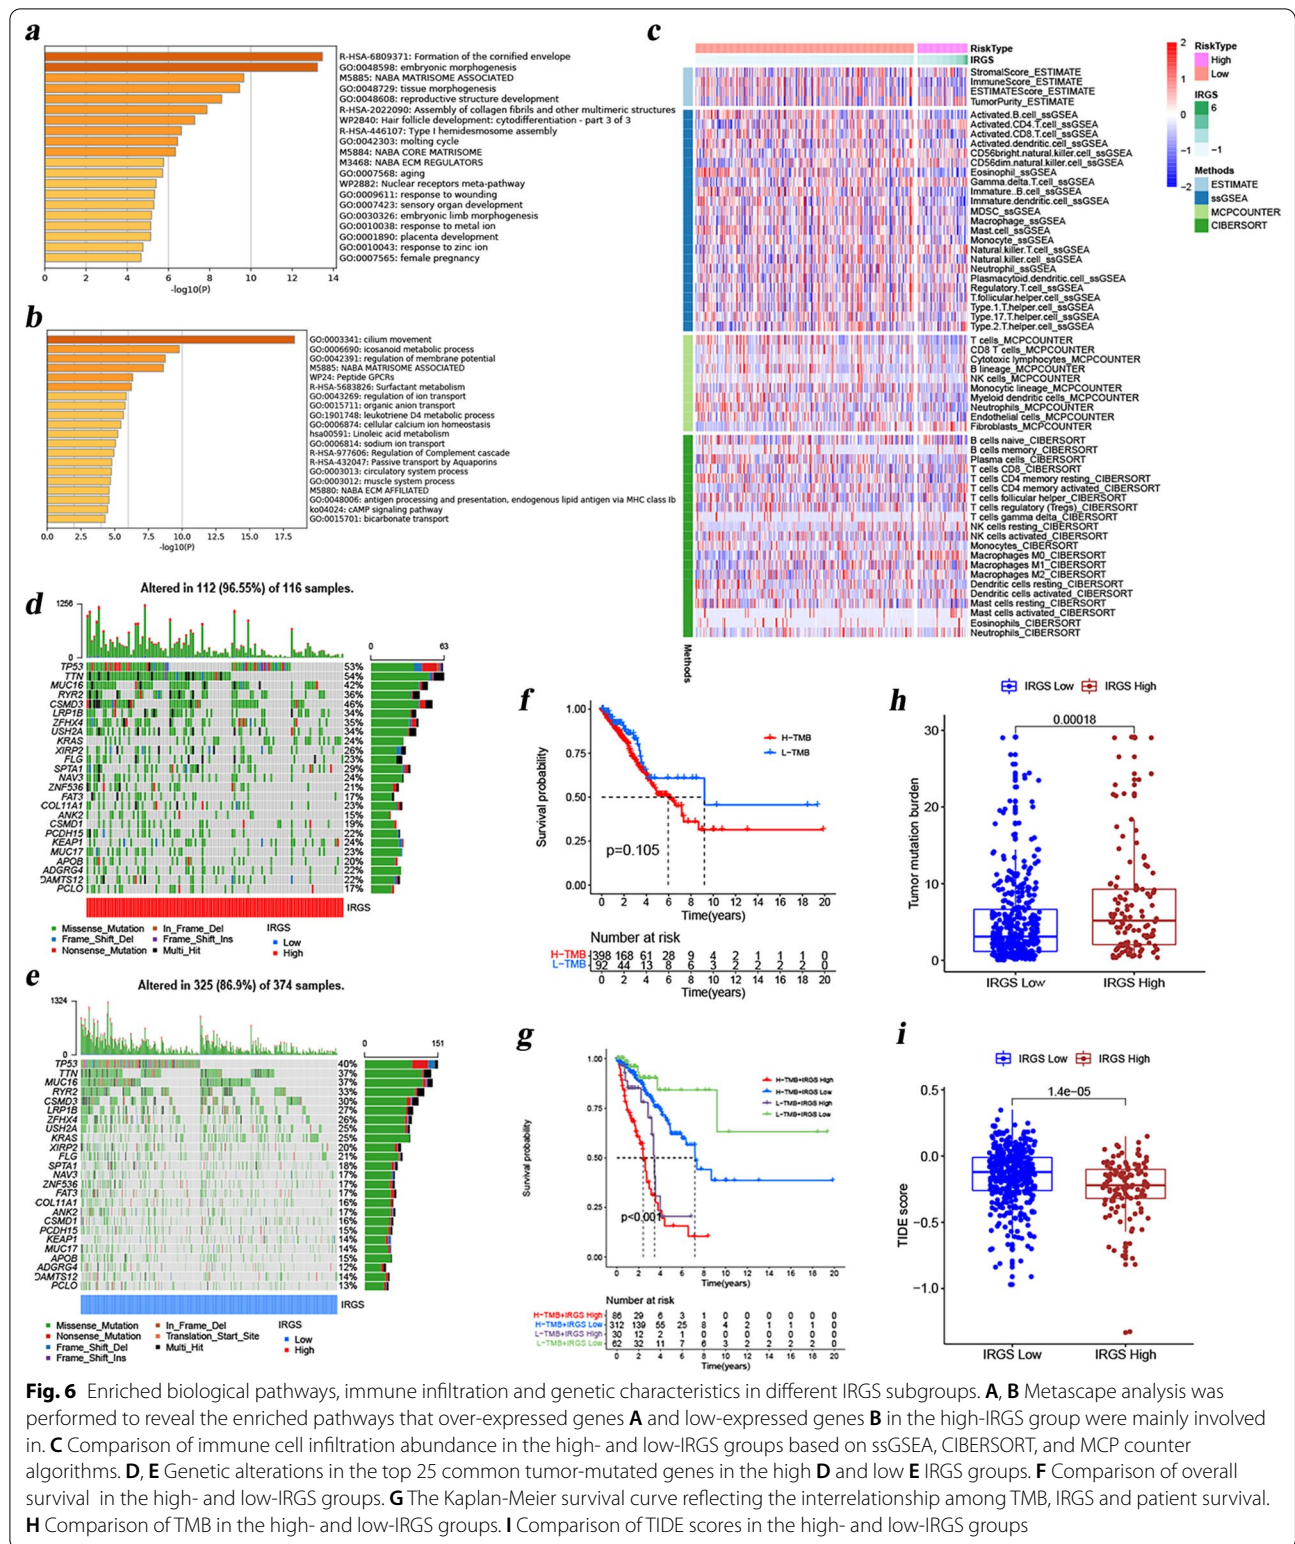 a
R-HSA-6809371: Formation of the cornified envelope
GO:0048598: embryonic morphogenesis
M5885: NABA MATRISOME ASSOCIATED
GO:0048729: tissue morphogenesis
GO:0048608: reproductive structure development
R-HSA-2022090: Assembly of collagen fibrils and other multimeric structures
WP2840: Hair follicle development: cytodifferentiation - part 3 of 3
R-HSA-446107: Type I hemidesmosome assembly
GO:0042303: molting cycle
M5884: NABA CORE MATRISOME
M3468: NABA ECM REGULATORS
GO:0007568: aging
WP2882: Nuclear receptors meta-pathway
GO:0009611: response to wounding
GO:0007423: sensory organ development
GO:0030326: embryonic limb morphogenesis
GO:0010038: response to metal ion
GO:0001890: placenta development
GO:0010043: response to zinc ion
GO:0007565: female pregnancy
0 2 4 6 8 10 12 14
-log10(P)
b
GO:0003341: cilium movement
GO:0006690: icosanoid metabolic process
GO:0042391: regulation of membrane potential
M5885: NABA MATRISOME ASSOCIATED
WP24: Peptide GPCRs
R-HSA-5683826: Surfactant metabolism
GO:0043269: regulation of ion transport
GO:0015711: organic anion transport
GO:1901748: leukotriene D4 metabolic process
GO:0006874: cellular calcium ion homeostasis
hsa00591: Linoleic acid metabolism
GO:0006814: sodium ion transport
R-HSA-977606: Regulation of Complement cascade
R-HSA-432047: Passive transport by Aquaporins
GO:0003013: circulatory system process
GO:0003012: muscle system process
M5880: NABA ECM AFFILIATED
GO:0048006: antigen processing and presentation, endogenous lipid antigen via MHC class Ib
ko04024: cAMP signaling pathway
GO:0015701: bicarbonate transport
0.0 2.5 5.0 7.5 10.0 12.5 15.0 17.5
-log10(P)
c
RiskType
IRGS
StromalScore_ESTIMATE
ImmuneScore_ESTIMATE
ESTIMATEScore_ESTIMATE
TumorPurity_ESTIMATE
Activated.B.cell_ssGSEA
Activated.CD4.T.cell_ssGSEA
Activated.CD8.T.cell_ssGSEA
Activated.dendritic.cell_ssGSEA
CD56bright.natural.killer.cell_ssGSEA
CD56dim.natural.killer.cell_ssGSEA
Eosinophil_ssGSEA
Gamma.delta.T.cell_ssGSEA
Immature..B.cell_ssGSEA
Immature.dendritic.cell_ssGSEA
MDSC_ssGSEA
Macrophage_ssGSEA
Mast.cell_ssGSEA
Monocyte_ssGSEA
Natural.killer.T.cell_ssGSEA
Natural.killer.cell_ssGSEA
Neutrophil_ssGSEA
Plasmacytoid.dendritic.cell_ssGSEA
Regulatory.T.cell_ssGSEA
T.follicular.helper.cell_ssGSEA
Type.1.T.helper.cell_ssGSEA
Type.17.T.helper.cell_ssGSEA
Type.2.T.helper.cell_ssGSEA
T cells_MCPCOUNTER
CD8 T cells_MCPCOUNTER
Cytotoxic lymphocytes_MCPCOUNTER
B lineage_MCPCOUNTER
NK cells_MCPCOUNTER
Monocytic lineage_MCPCOUNTER
Myeloid dendritic cells_MCPCOUNTER
Neutrophils_MCPCOUNTER
Endothelial cells_MCPCOUNTER
Fibroblasts_MCPCOUNTER
B cells naive_CIBERSORT
B cells memory_CIBERSORT
Plasma cells_CIBERSORT
T cells CD8_CIBERSORT
T cells CD4 memory resting_CIBERSORT
T cells CD4 memory activated_CIBERSORT
T cells follicular helper_CIBERSORT
T cells regulatory (Tregs)_CIBERSORT
T cells gamma delta_CIBERSORT
NK cells resting_CIBERSORT
NK cells activated_CIBERSORT
Monocytes_CIBERSORT
Macrophages M0_CIBERSORT
Macrophages M1_CIBERSORT
Macrophages M2_CIBERSORT
Dendritic cells resting_CIBERSORT
Dendritic cells activated_CIBERSORT
Mast cells resting_CIBERSORT
Mast cells activated_CIBERSORT
Eosinophils_CIBERSORT
Neutrophils_CIBERSORT
Methods
2
1
0
−1
−2
RiskType
High
Low
IRGS
6
−1
Methods
ESTIMATE
ssGSEA
MCPCOUNTER
CIBERSORT
d
Altered in 112 (96.55%) of 116 samples.
1256
0
0 63
TP53 53%
TTN 54%
MUC16 42%
RYR2 36%
CSMD3 46%
LRP1B 34%
ZFHX4 35%
USH2A 34%
KRAS 24%
XIRP2 26%
FLG 23%
SPTA1 29%
NAV3 24%
ZNF536 21%
FAT3 17%
COL11A1 23%
ANK2 15%
CSMD1 19%
PCDH15 22%
KEAP1 24%
MUC17 23%
APOB 20%
ADGRG4 22%
DAMTS12 22%
PCLO 17%
IRGS
Missense_Mutation In_Frame_Del IRGS
Frame_Shift_Del Frame_Shift_Ins Low
Nonsense_Mutation Multi_Hit High
e
Altered in 325 (86.9%) of 374 samples.
1324
0
0 151
TP53 40%
TTN 37%
MUC16 37%
RYR2 33%
CSMD3 30%
LRP1B 27%
ZFHX4 26%
USH2A 25%
KRAS 25%
XIRP2 20%
FLG 21%
SPTA1 18%
NAV3 17%
ZNF536 17%
FAT3 17%
COL11A1 16%
ANK2 17%
CSMD1 16%
PCDH15 15%
KEAP1 14%
MUC17 14%
APOB 15%
ADGRG4 12%
DAMTS12 14%
PCLO 13%
IRGS
Missense_Mutation In_Frame_Del IRGS
Nonsense_Mutation Translation_Start_Site Low
Frame_Shift_Del Multi_Hit High
Frame_Shift_Ins
f
Survival probability
1.00
0.75
0.50
0.25
0.00
H−TMB
L−TMB
p=0.105
0 2 4 6 8 10 12 14 16 18 20
Time(years)
Number at risk
H−TMB 398 168 61 28 9 4 2 1 1 1 0
L−TMB 92 44 13 8 6 3 2 2 2 2 0
0 2 4 6 8 10 12 14 16 18 20
Time(years)
g
Survival probability
1.00
0.75
0.50
0.25
0.00
H−TMB+IRGS High
H−TMB+IRGS Low
L−TMB+IRGS High
L−TMB+IRGS Low
p<0.001
0 2 4 6 8 10 12 14 16 18 20
Time(years)
Number at risk
H−TMB+IRGS High 86 29 6 3 1 0 0 0 0 0 0
H−TMB+IRGS Low 312 139 55 25 8 4 2 1 1 1 0
L−TMB+IRGS High 30 12 2 1 0 0 0 0 0 0 0
L−TMB+IRGS Low 62 32 11 7 6 3 2 2 2 2 0
0 2 4 6 8 10 12 14 16 18 20
Time(years)
h
IRGS Low IRGS High
0.00018
Tumor mutation burden
30
20
10
0
IRGS Low IRGS High
i
IRGS Low IRGS High
1.4e−05
TIDE score
0.5
0.0
−0.5
−1.0
IRGS Low IRGS High
Fig. 6 Enriched biological pathways, immune infiltration and genetic characteristics in different IRGS subgroups. A, B Metascape analysis was
performed to reveal the enriched pathways that over-expressed genes A and low-expressed genes B in the high-IRGS group were mainly involved
in. C Comparison of immune cell infiltration abundance in the high- and low-IRGS groups based on ssGSEA, CIBERSORT, and MCP counter
algorithms. D, E Genetic alterations in the top 25 common tumor-mutated genes in the high D and low E IRGS groups. F Comparison of overall
survival in the high- and low-IRGS groups. G The Kaplan-Meier survival curve reflecting the interrelationship among TMB, IRGS and patient survival.
H Comparison of TMB in the high- and low-IRGS groups. I Comparison of TIDE scores in the high- and low-IRGS groups